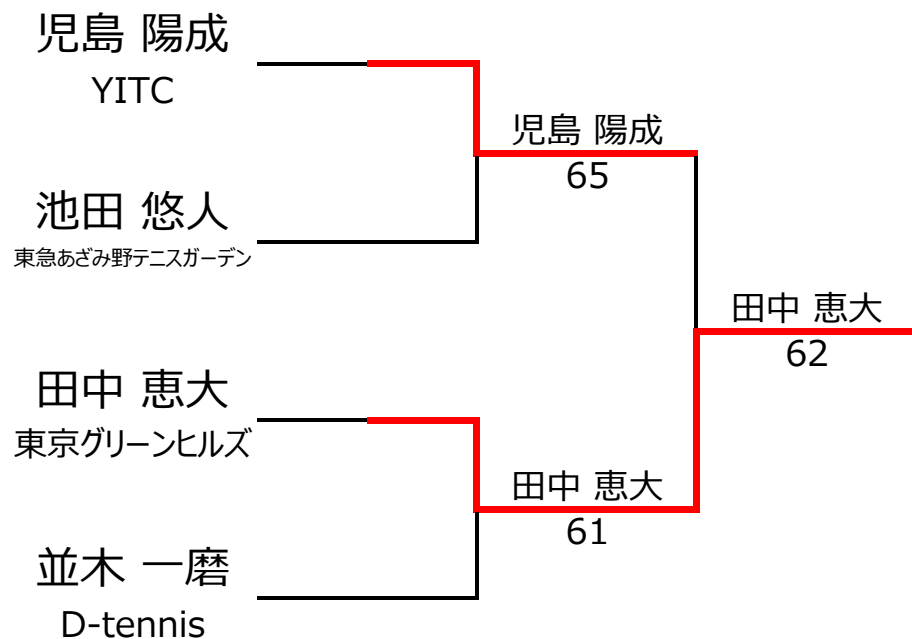 児島 陽成
YITC
児島 陽成
65
池田 悠人
東急あざみ野テニスガーデン
田中 恵大
62
田中 恵大
東京グリーンヒルズ
田中 恵大
61
並木 一磨
D-tennis